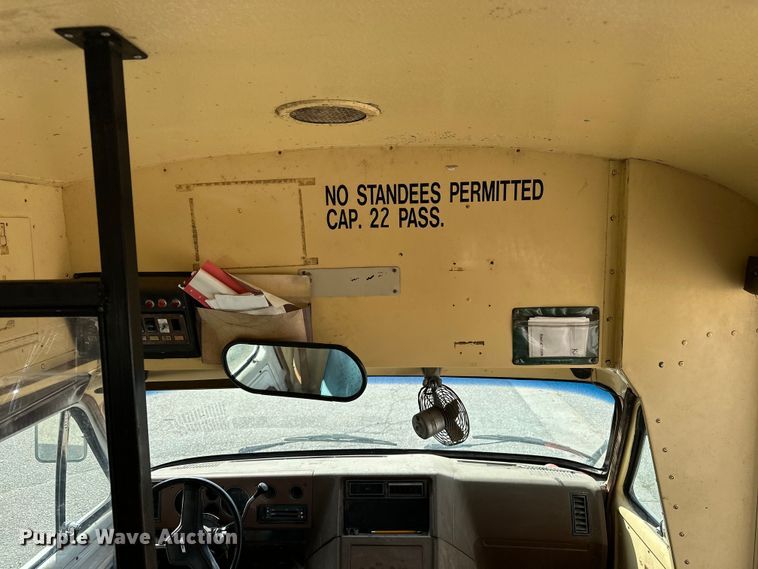 NO STANDEES PERMITTED
CAP. 22 PASS.
Purple Wave Auction